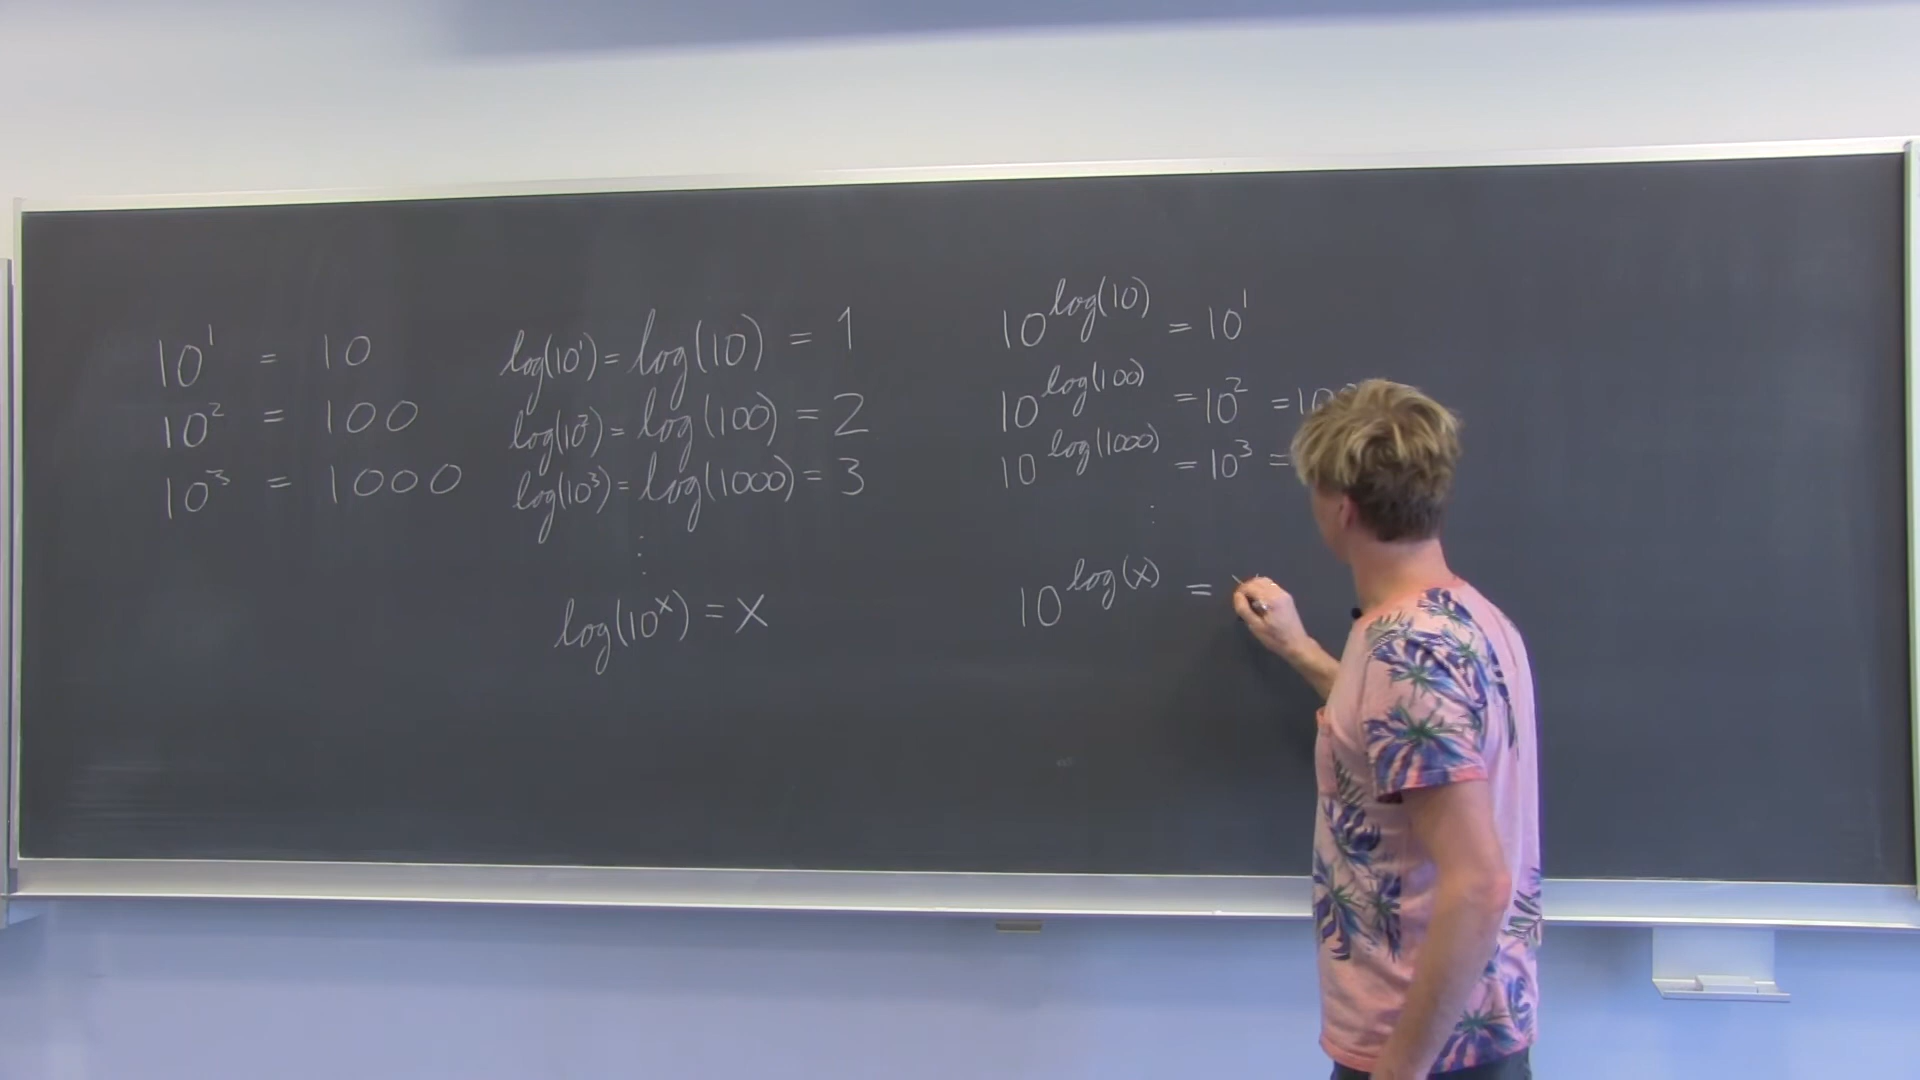 10¹ = 10
10² = 100
10³ = 1000
log(10¹) = log(10) = 1
log(10²) = log(100) = 2
log(10³) = log(1000) = 3
⋮
log(10ˣ) = x
10^log(10) = 10¹
10^log(100) = 10² = 10
10^log(1000) = 10³ =
⋮
10^log(x) =